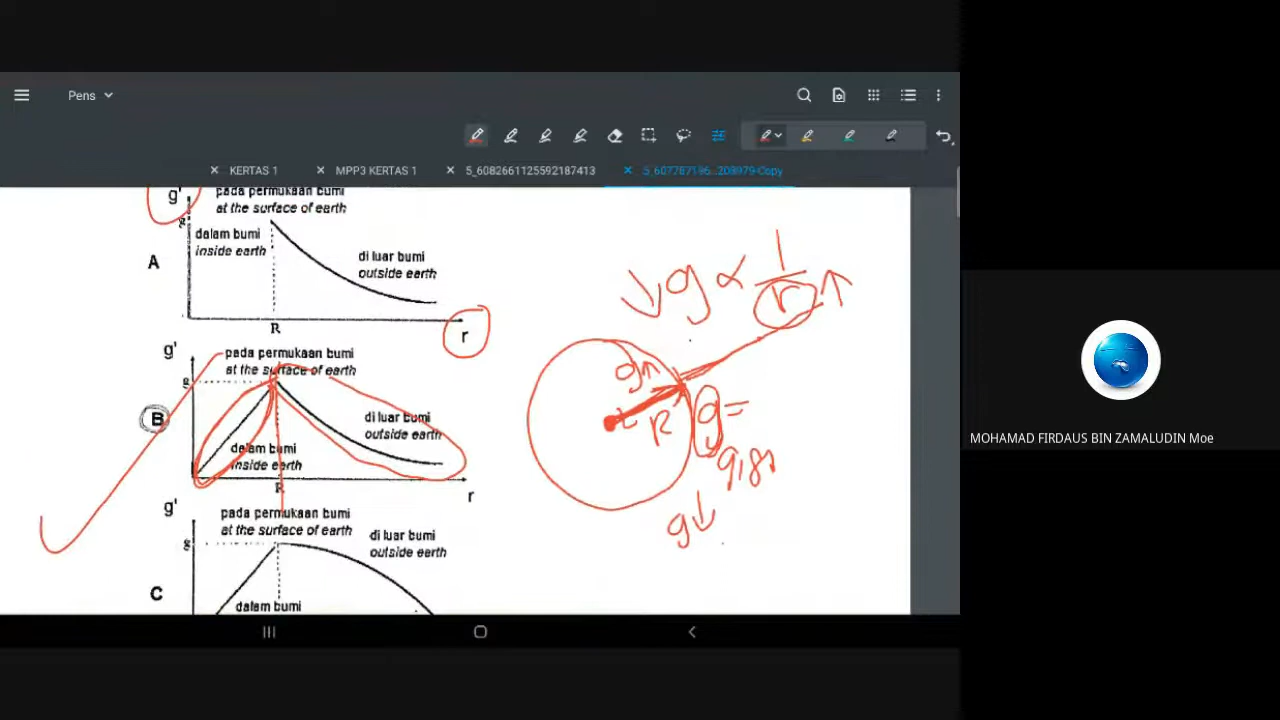 Pens
KERTAS 1
MPP3 KERTAS 1
5_6082661125592187413
5_607787196...208979 Copy
g'
pada permukaan bumi
at the surface of earth
g
dalam bumi
inside earth
di luar bumi
outside earth
A
R
r
g'
pada permukaan bumi
at the surface of earth
g
di luar bumi
outside earth
B
dalam bumi
inside earth
R
r
g'
pada permukaan bumi
at the surface of earth
g
di luar bumi
outside earth
C
dalam bumi
↓g ∝ 1/r ↑
g↑
R
g =
9.81
g↓
MOHAMAD FIRDAUS BIN ZAMALUDIN Moe